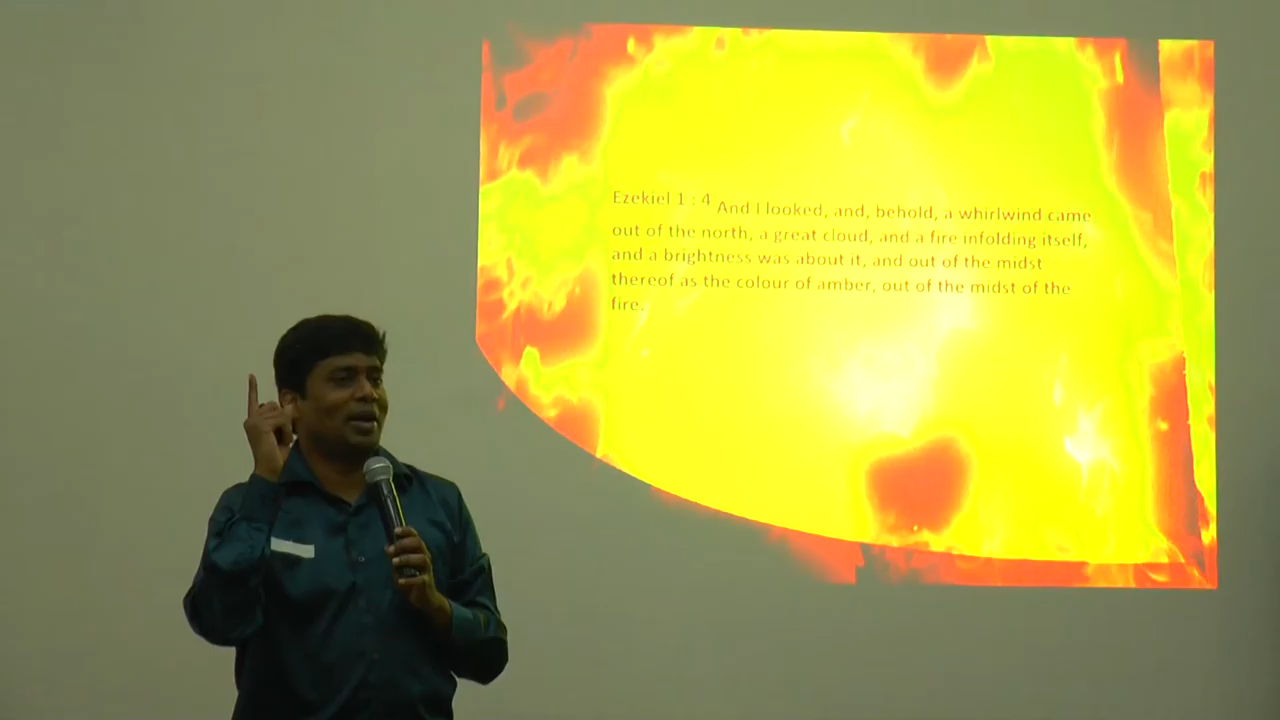 Ezekiel 1 : 4 And I looked, and, behold, a whirlwind came
out of the north, a great cloud, and a fire infolding itself,
and a brightness was about it, and out of the midst
thereof as the colour of amber, out of the midst of the
fire.